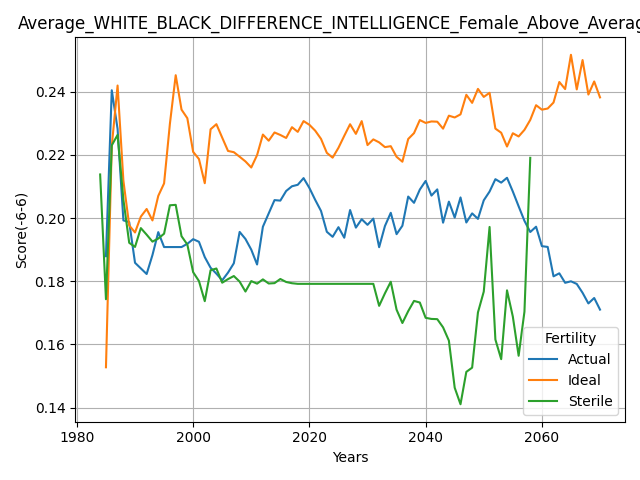 Average_WHITE_BLACK_DIFFERENCE_INTELLIGENCE_Female_Above_Averag
Score(-6-6)
0.24
0.22
0.20
0.18
0.16
0.14
Fertility
Actual
Ideal
Sterile
1980 2000 2020 2040 2060
Years